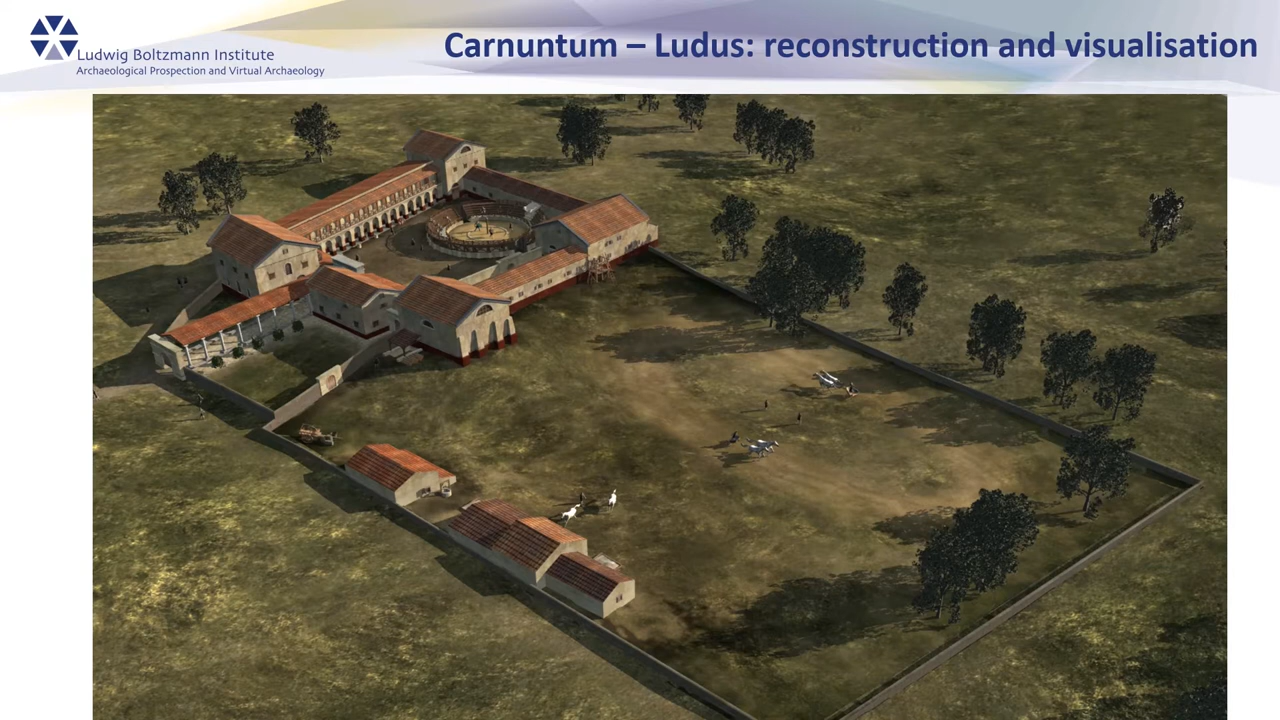 Ludwig Boltzmann Institute
Archaeological Prospection and Virtual Archaeology
Carnuntum – Ludus: reconstruction and visualisation